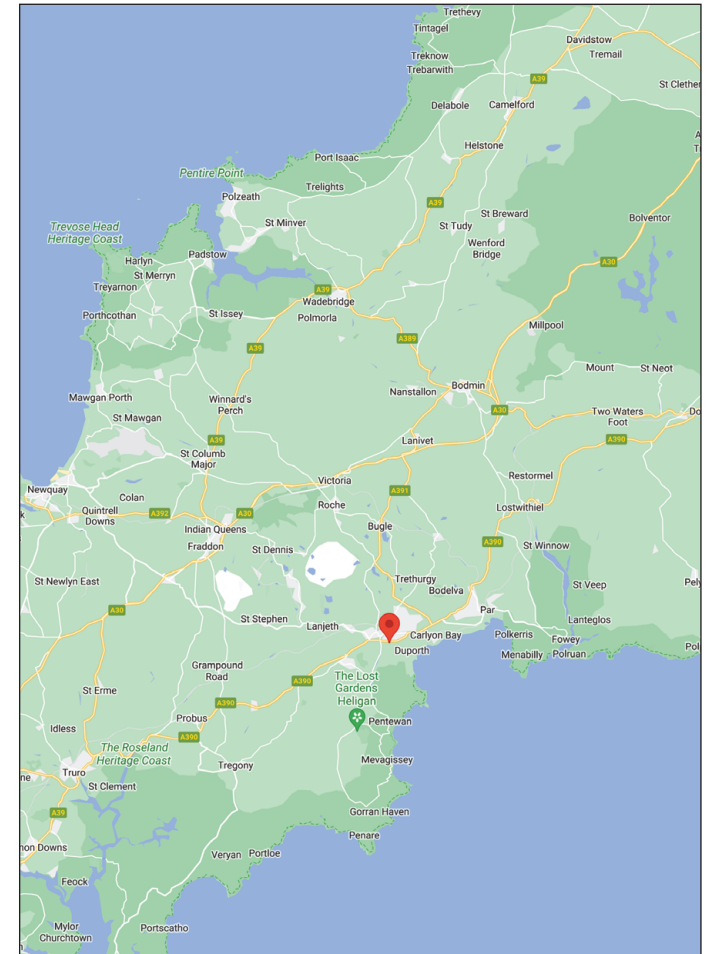 Trethevy
Tintagel
Davidstow
Tremail
Treknow
Trebarwith
A39
St Clether
Delabole
Camelford
Helstone
Port Isaac
Pentire Point
Trelights
Polzeath
A39
St Breward
St Minver
St Tudy
Bolventor
Trevose Head
Heritage Coast
Wenford
Bridge
Padstow
Harlyn
A30
St Merryn
Treyarnon
A39
Wadebridge
Porthcothan
St Issey
Polmorla
Millpool
A389
A39
Mount
St Neot
Bodmin
Nanstallon
Mawgan Porth
Winnard's
Perch
A30
Two Waters
Foot
Do
St Mawgan
A39
Lanivet
A390
St Columb
Major
Restormel
Victoria
Newquay
A391
Colan
Roche
Lostwithiel
k
Quintrell
Downs
A392
A30
Indian Queens
Bugle
A390
Fraddon
St Dennis
St Winnow
St Newlyn East
Trethurgy
Bodelva
St Veep
Pely
A30
Par
St Stephen
Lanjeth
Lanteglos
Carlyon Bay
Polkerris
Fowey
Duporth
Menabilly
Polruan
Pol
Grampound
Road
The Lost
Gardens
Heligan
A390
St Erme
A390
Probus
Pentewan
Idless
A390
The Roseland
Heritage Coast
Mevagissey
Tregony
ne
Truro
St Clement
A39
Gorran Haven
Penare
non Downs
Veryan
Portloe
Feock
Mylor
Churchtown
Portscatho